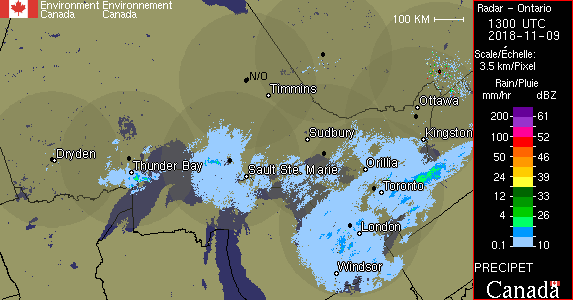 Environment Environnement
Canada Canada
100 KM
N/O
Timmins
Ottawa
Kingston
Sudbury
Dryden
Thunder Bay
Sault Ste. Marie
Orillia
Toronto
London
Windsor
Radar - Ontario
1300 UTC
2018-11-09
Scale/Échelle:
3.5 km/Pixel
Rain/Pluie
mm/hr dBZ
200 61
100 52
50 46
24 39
12 34
4 26
0.1 10
PRECIPET
Canada